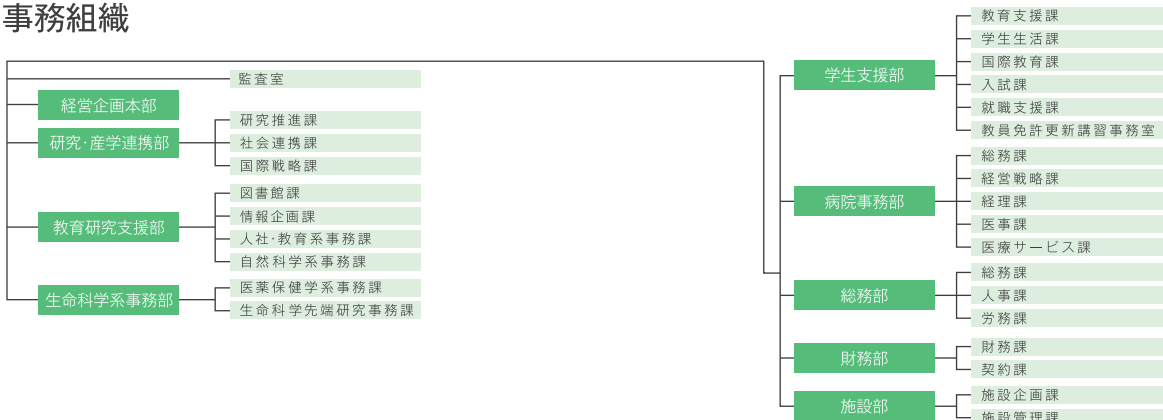 事務組織
監査室
経営企画本部
研究・産学連携部
研究推進課
社会連携課
国際戦略課
教育研究支援部
図書館課
情報企画課
人社・教育系事務課
自然科学系事務課
生命科学系事務部
医薬保健学系事務課
生命科学先端研究事務課
学生支援部
教育支援課
学生生活課
国際教育課
入試課
就職支援課
教員免許更新講習事務室
病院事務部
総務課
経営戦略課
経理課
医事課
医療サービス課
総務部
総務課
人事課
労務課
財務部
財務課
契約課
施設部
施設企画課
施設管理課